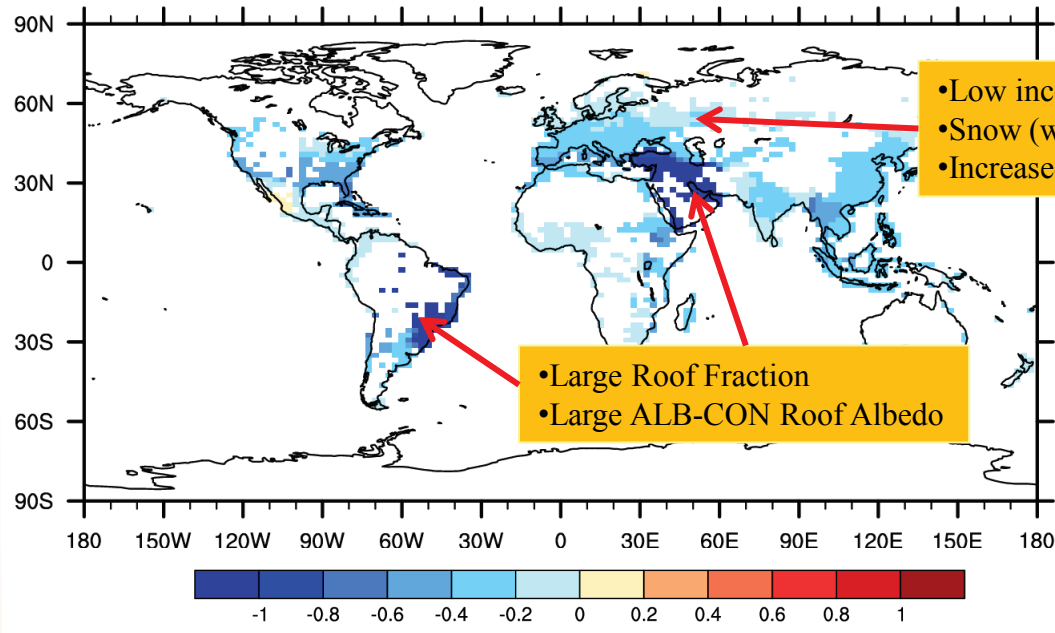 90N
60N
30N
0
30S
60S
90S
•Low inc
•Snow (w
•Increase
•Large Roof Fraction
•Large ALB-CON Roof Albedo
180 150W 120W 90W 60W 30W 0 30E 60E 90E 120E 150E 180
-1 -0.8 -0.6 -0.4 -0.2 0 0.2 0.4 0.6 0.8 1